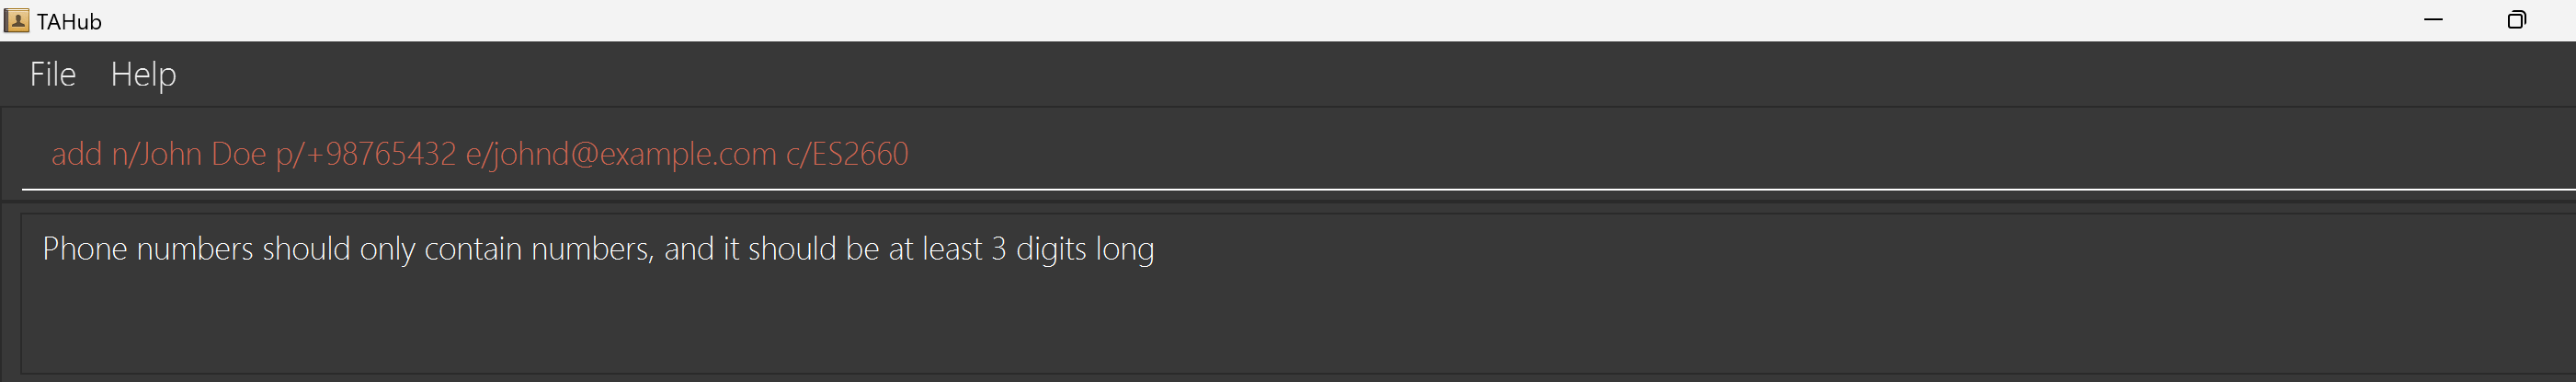 TAHub
File Help
add n/John Doe p/+98765432 e/johnd@example.com c/ES2660
Phone numbers should only contain numbers, and it should be at least 3 digits long